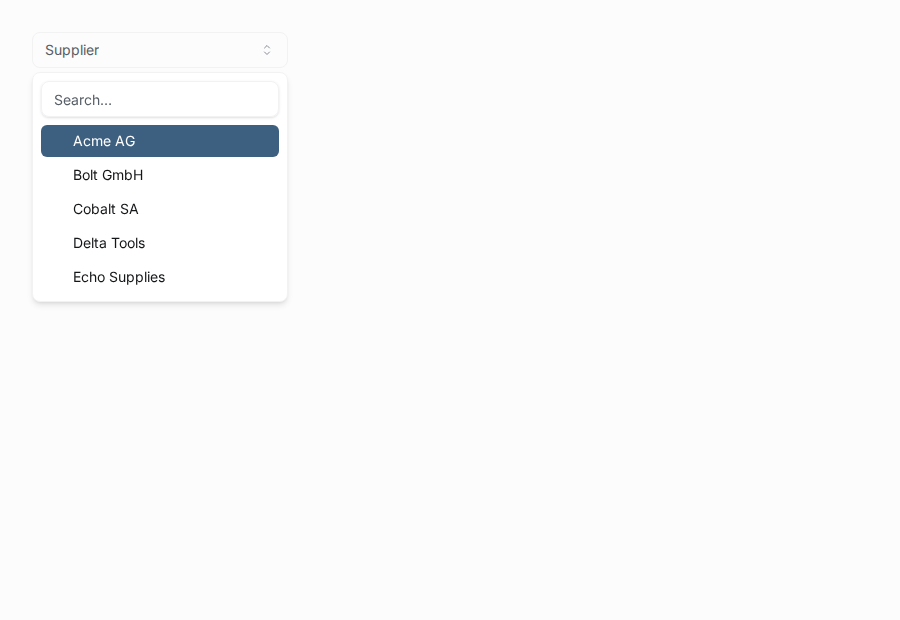 Supplier
Search...
Acme AG
Bolt GmbH
Cobalt SA
Delta Tools
Echo Supplies